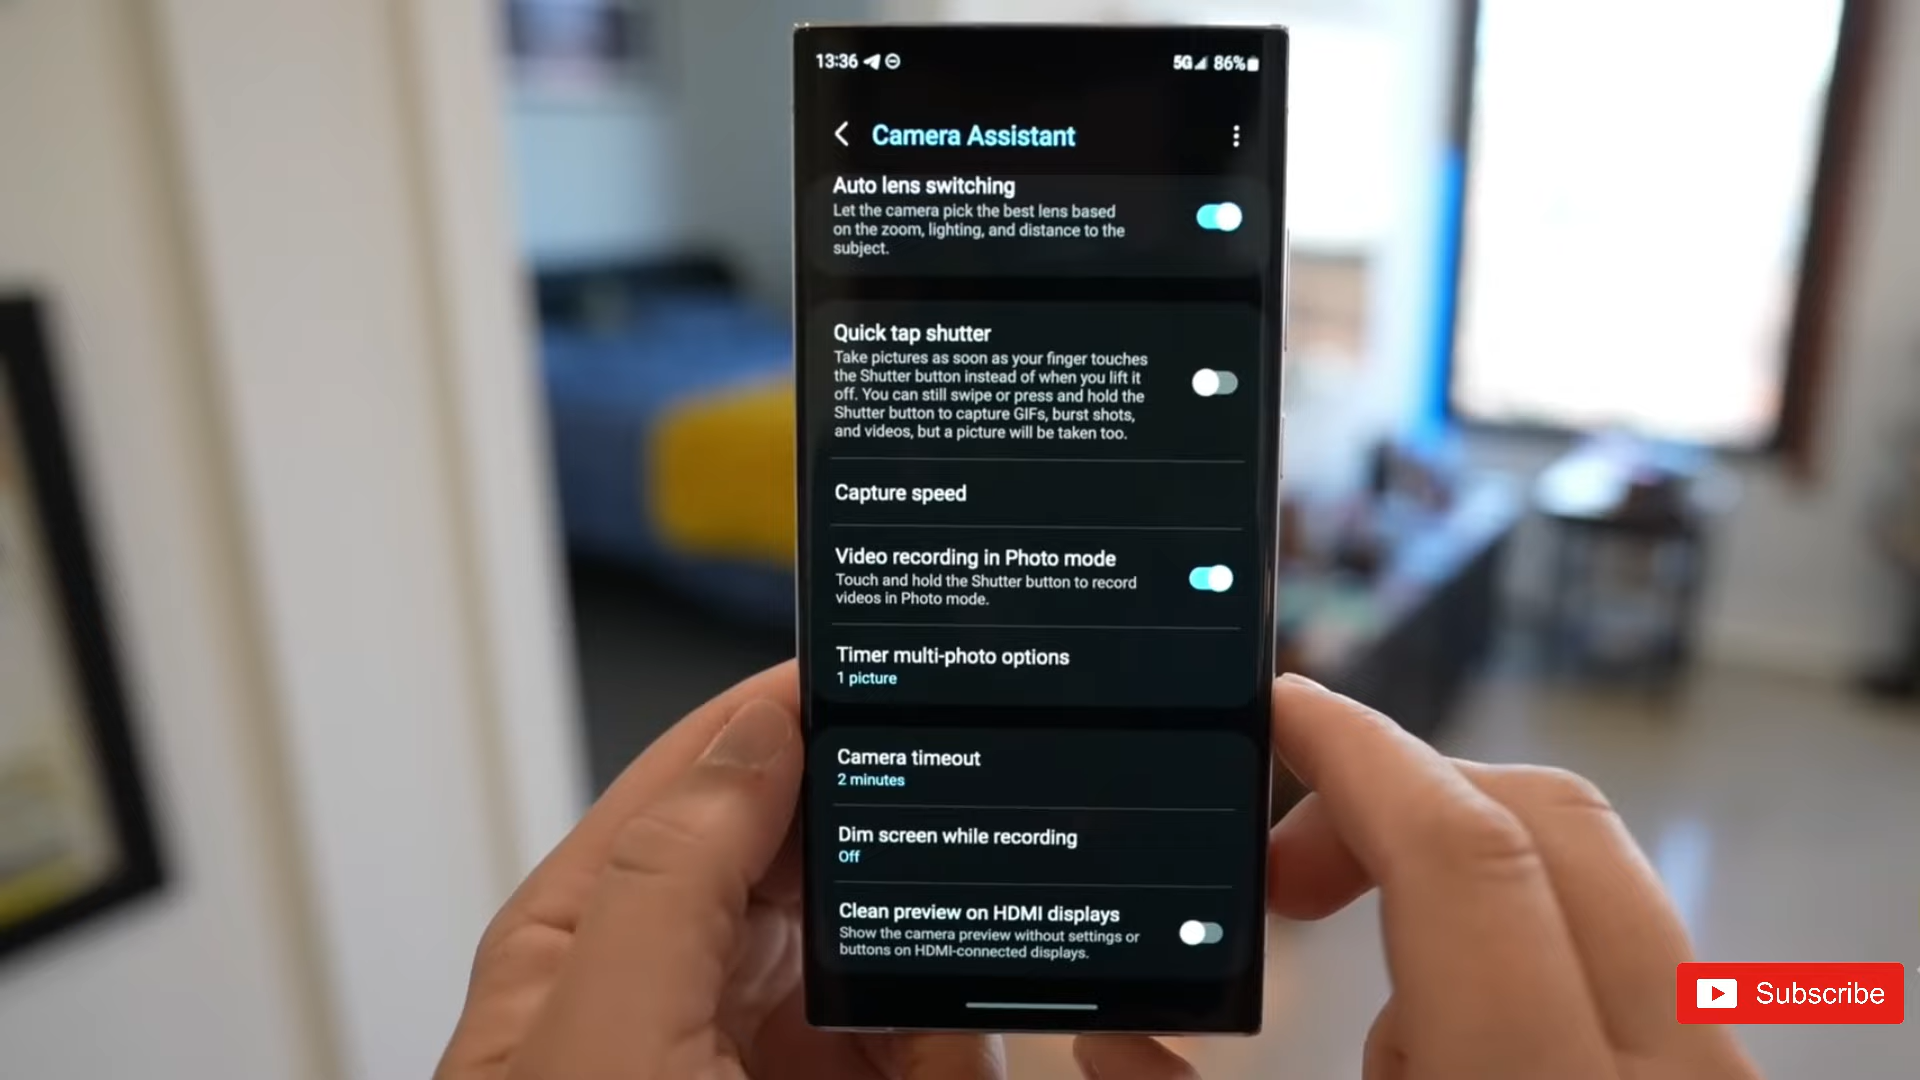 13:36
5G 86%
Camera Assistant
Auto lens switching
Let the camera pick the best lens based
on the zoom, lighting, and distance to the
subject.
Quick tap shutter
Take pictures as soon as your finger touches
the Shutter button instead of when you lift it
off. You can still swipe or press and hold the
Shutter button to capture GIFs, burst shots,
and videos, but a picture will be taken too.
Capture speed
Video recording in Photo mode
Touch and hold the Shutter button to record
videos in Photo mode.
Timer multi-photo options
1 picture
Camera timeout
2 minutes
Dim screen while recording
Off
Clean preview on HDMI displays
Show the camera preview without settings or
buttons on HDMI-connected displays.
Subscribe